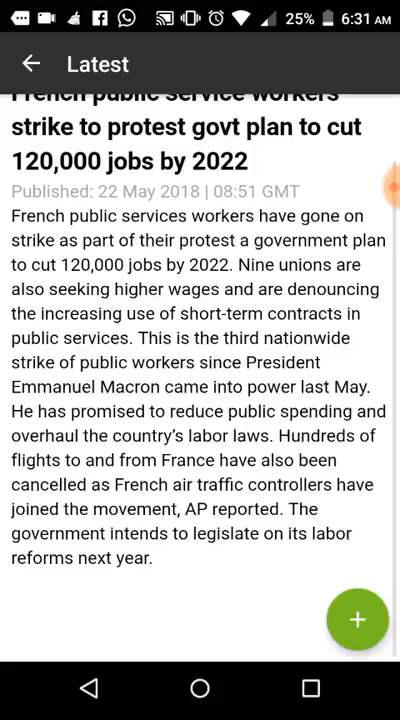 25% 6:31 AM
Latest
French public service workers
strike to protest govt plan to cut
120,000 jobs by 2022
Published: 22 May 2018 | 08:51 GMT
French public services workers have gone on
strike as part of their protest a government plan
to cut 120,000 jobs by 2022. Nine unions are
also seeking higher wages and are denouncing
the increasing use of short-term contracts in
public services. This is the third nationwide
strike of public workers since President
Emmanuel Macron came into power last May.
He has promised to reduce public spending and
overhaul the country’s labor laws. Hundreds of
flights to and from France have also been
cancelled as French air traffic controllers have
joined the movement, AP reported. The
government intends to legislate on its labor
reforms next year.